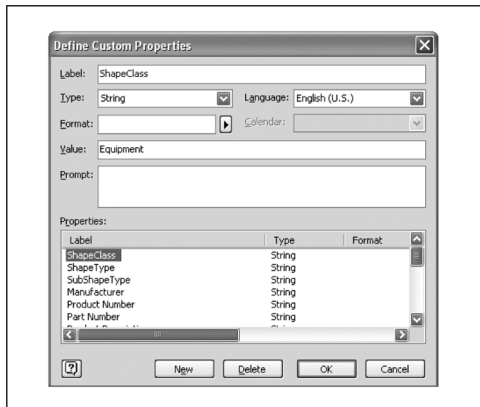 Define Custom Properties
Label: ShapeClass
Type: String Language: English (U.S.)
Format: Calendar:
Value: Equipment
Prompt:
Properties:
Label Type Format
ShapeClass String
ShapeType String
SubShapeType String
Manufacturer String
Product Number String
Part Number String
New Delete OK Cancel